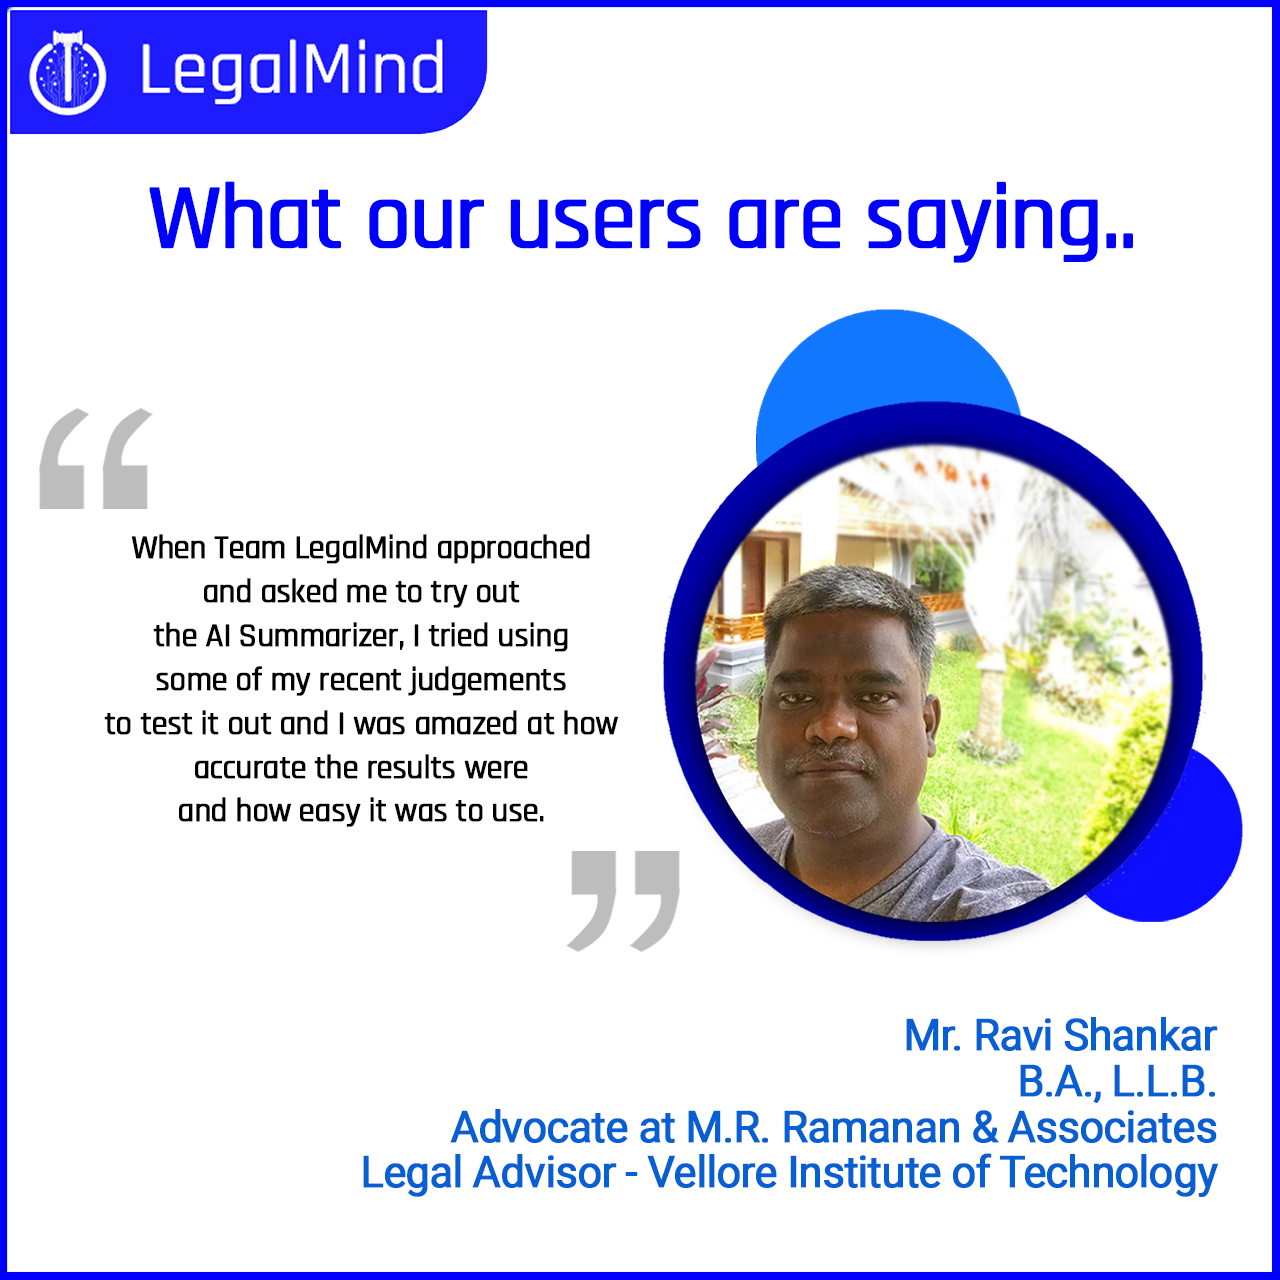 LegalMind
What our users are saying..
“
When Team LegalMind approached
and asked me to try out
the AI Summarizer, I tried using
some of my recent judgements
to test it out and I was amazed at how
accurate the results were
and how easy it was to use.
”
Mr. Ravi Shankar
B.A., L.L.B.
Advocate at M.R. Ramanan & Associates
Legal Advisor - Vellore Institute of Technology